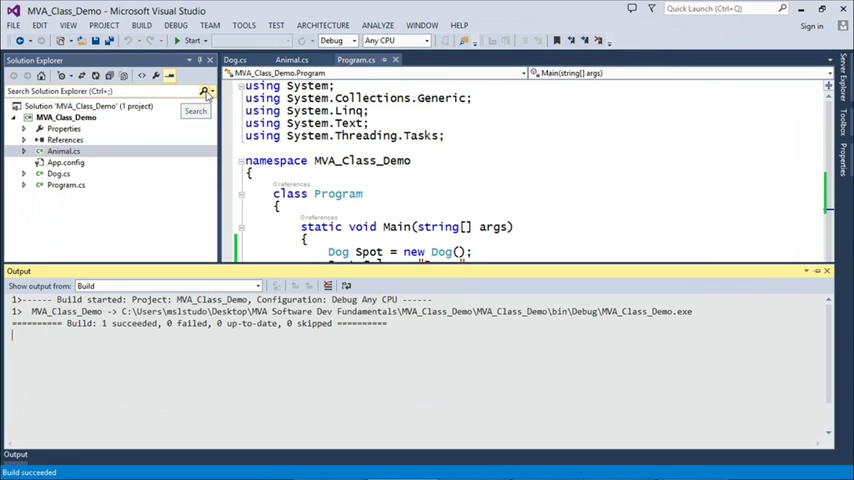 MVA_Class_Demo - Microsoft Visual Studio
Quick Launch (Ctrl+Q)
FILE EDIT VIEW PROJECT BUILD DEBUG TEAM TOOLS TEST ARCHITECTURE ANALYZE WINDOW HELP
Sign in
Start Debug Any CPU
Solution Explorer
Search Solution Explorer (Ctrl+;)
Search
Solution 'MVA_Class_Demo' (1 project)
MVA_Class_Demo
Properties
References
Animal.cs
App.config
Dog.cs
Program.cs
Dog.cs Animal.cs Program.cs
MVA_Class_Demo.Program Main(string[] args)
using System;
using System.Collections.Generic;
using System.Linq;
using System.Text;
using System.Threading.Tasks;
namespace MVA_Class_Demo
{
0 references
class Program
{
0 references
static void Main(string[] args)
{
Dog Spot = new Dog();
Server Explorer
Toolbox
Properties
Output
Show output from: Build
1>------ Build started: Project: MVA_Class_Demo, Configuration: Debug Any CPU ------
1> MVA_Class_Demo -> C:\Users\mslstudo\Desktop\MVA Software Dev Fundamentals\MVA_Class_Demo\MVA_Class_Demo\bin\Debug\MVA_Class_Demo.exe
========== Build: 1 succeeded, 0 failed, 0 up-to-date, 0 skipped ==========
Output
Build succeeded